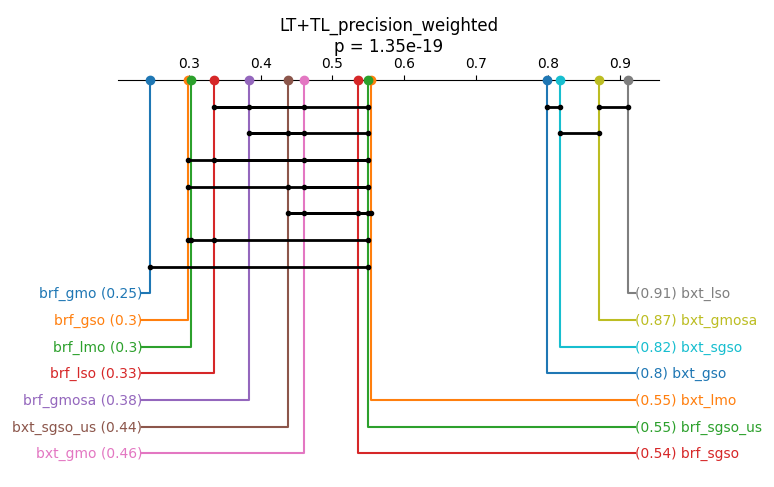 LT+TL_precision_weighted
p = 1.35e-19
0.3 0.4 0.5 0.6 0.7 0.8 0.9
brf_gmo (0.25) (0.91) bxt_lso
brf_gso (0.3) (0.87) bxt_gmosa
brf_lmo (0.3) (0.82) bxt_sgso
brf_lso (0.33) (0.8) bxt_gso
brf_gmosa (0.38) (0.55) bxt_lmo
bxt_sgso_us (0.44) (0.55) brf_sgso_us
bxt_gmo (0.46) (0.54) brf_sgso